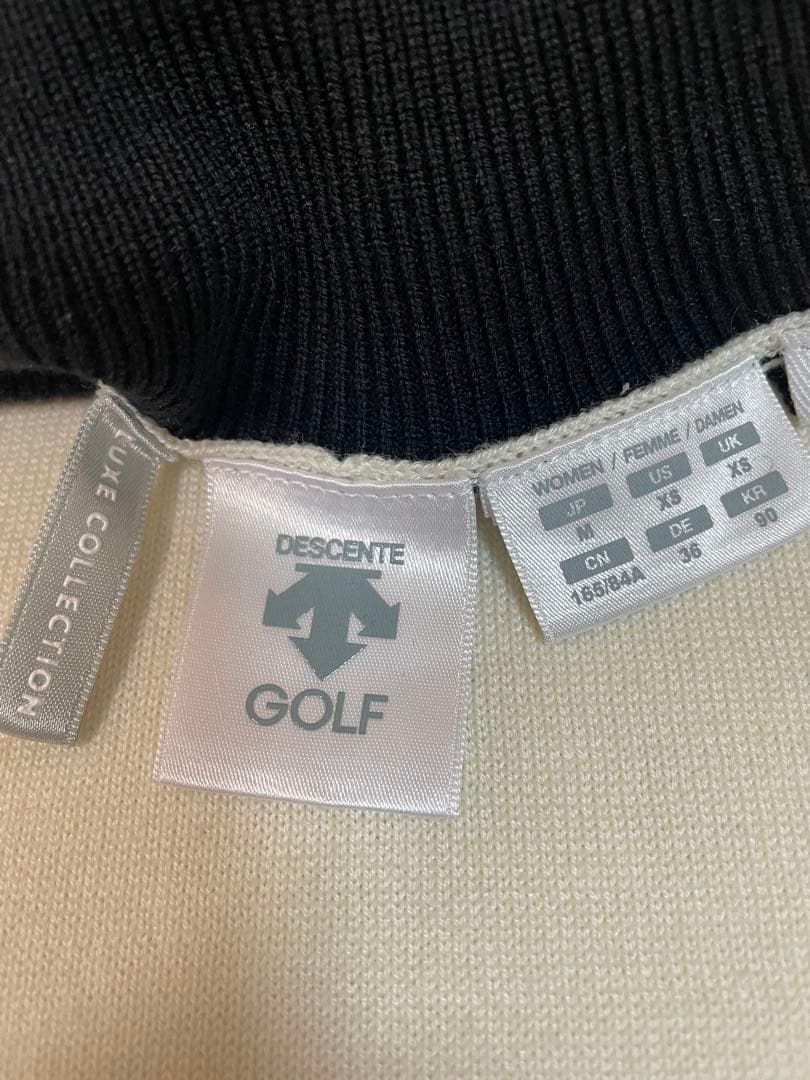 LUXE COLLECTION
DESCENTE
GOLF
WOMEN / FEMME / DAMEN
JP US UK
M XS XS
CN DE KR
165/84A 36 90